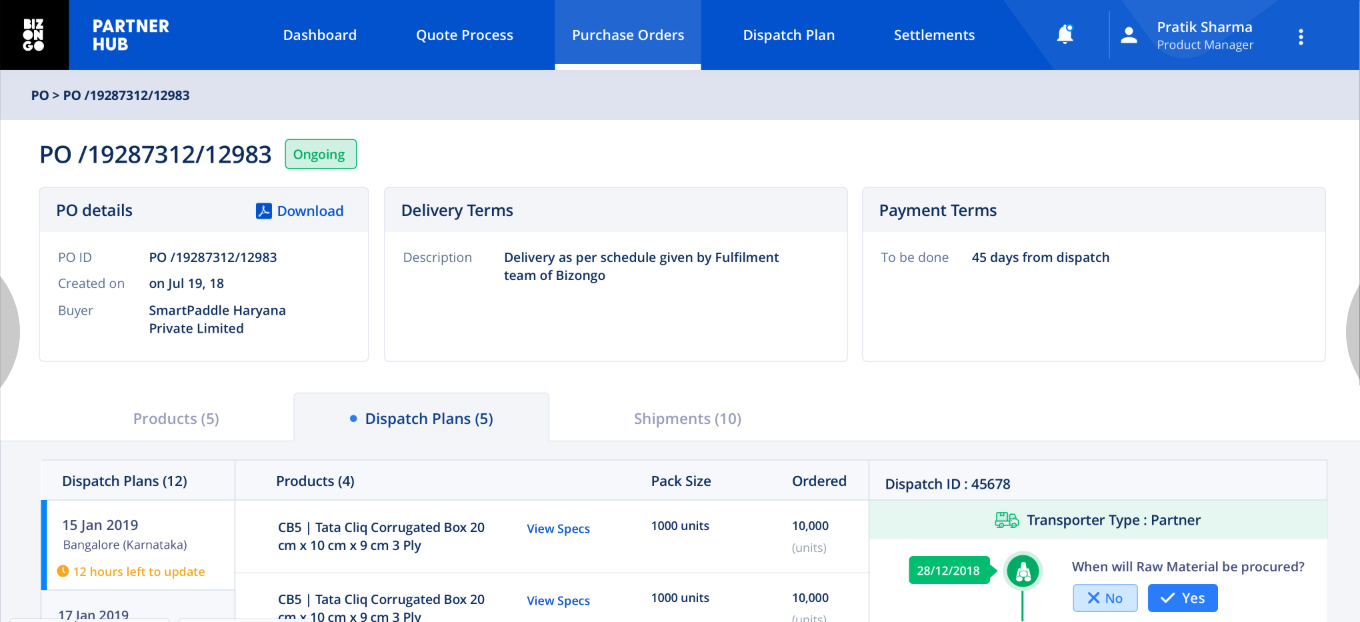 BIZ
ON
GO
PARTNER
HUB
Dashboard
Quote Process
Purchase Orders
Dispatch Plan
Settlements
Pratik Sharma
Product Manager
PO > PO /19287312/12983
PO /19287312/12983
Ongoing
PO details
Download
PO ID
PO /19287312/12983
Created on
on Jul 19, 18
Buyer
SmartPaddle Haryana
Private Limited
Delivery Terms
Description
Delivery as per schedule given by Fulfilment
team of Bizongo
Payment Terms
To be done
45 days from dispatch
Products (5)
Dispatch Plans (5)
Shipments (10)
Dispatch Plans (12)
15 Jan 2019
Bangalore (Karnataka)
12 hours left to update
17 Jan 2019
Products (4)
Pack Size
Ordered
CB5 | Tata Cliq Corrugated Box 20
cm x 10 cm x 9 cm 3 Ply
View Specs
1000 units
10,000
(units)
CB5 | Tata Cliq Corrugated Box 20
cm x 10 cm x 9 cm 3 Ply
View Specs
1000 units
10,000
(units)
Dispatch ID : 45678
Transporter Type : Partner
28/12/2018
When will Raw Material be procured?
No
Yes